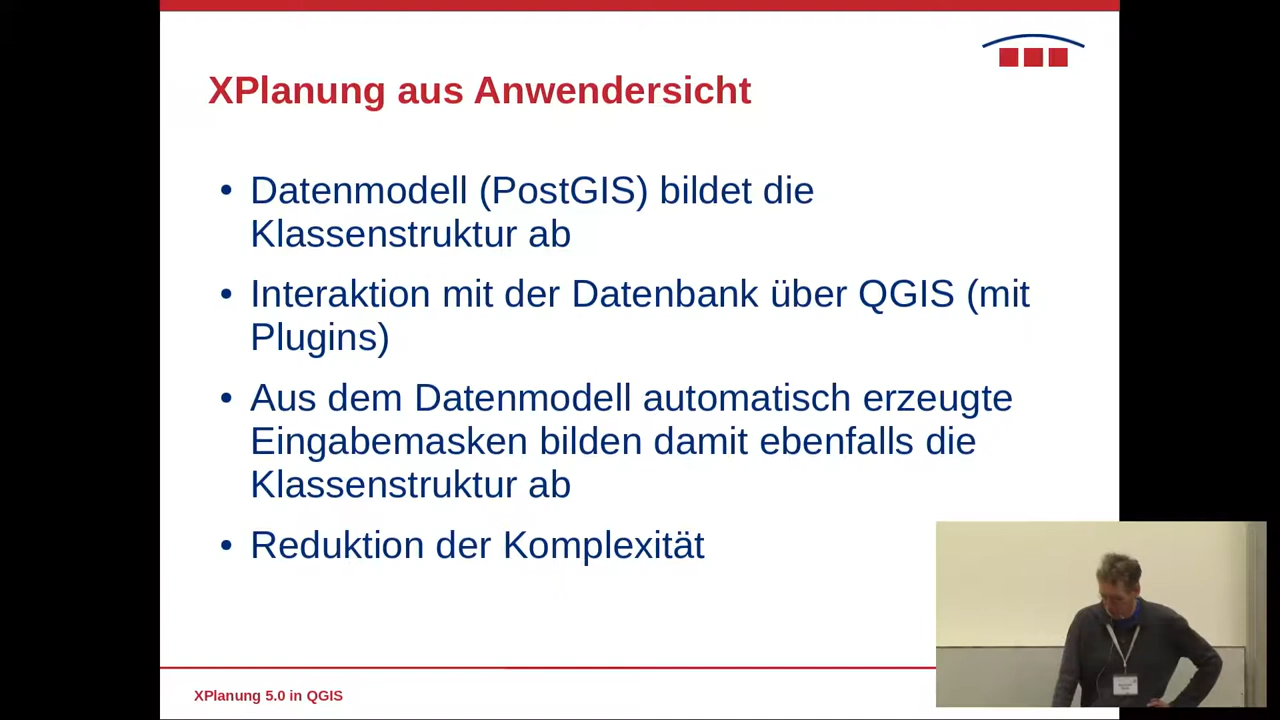 XPlanung aus Anwendersicht
• Datenmodell (PostGIS) bildet die
Klassenstruktur ab
• Interaktion mit der Datenbank über QGIS (mit
Plugins)
• Aus dem Datenmodell automatisch erzeugte
Eingabemasken bilden damit ebenfalls die
Klassenstruktur ab
• Reduktion der Komplexität
XPlanung 5.0 in QGIS